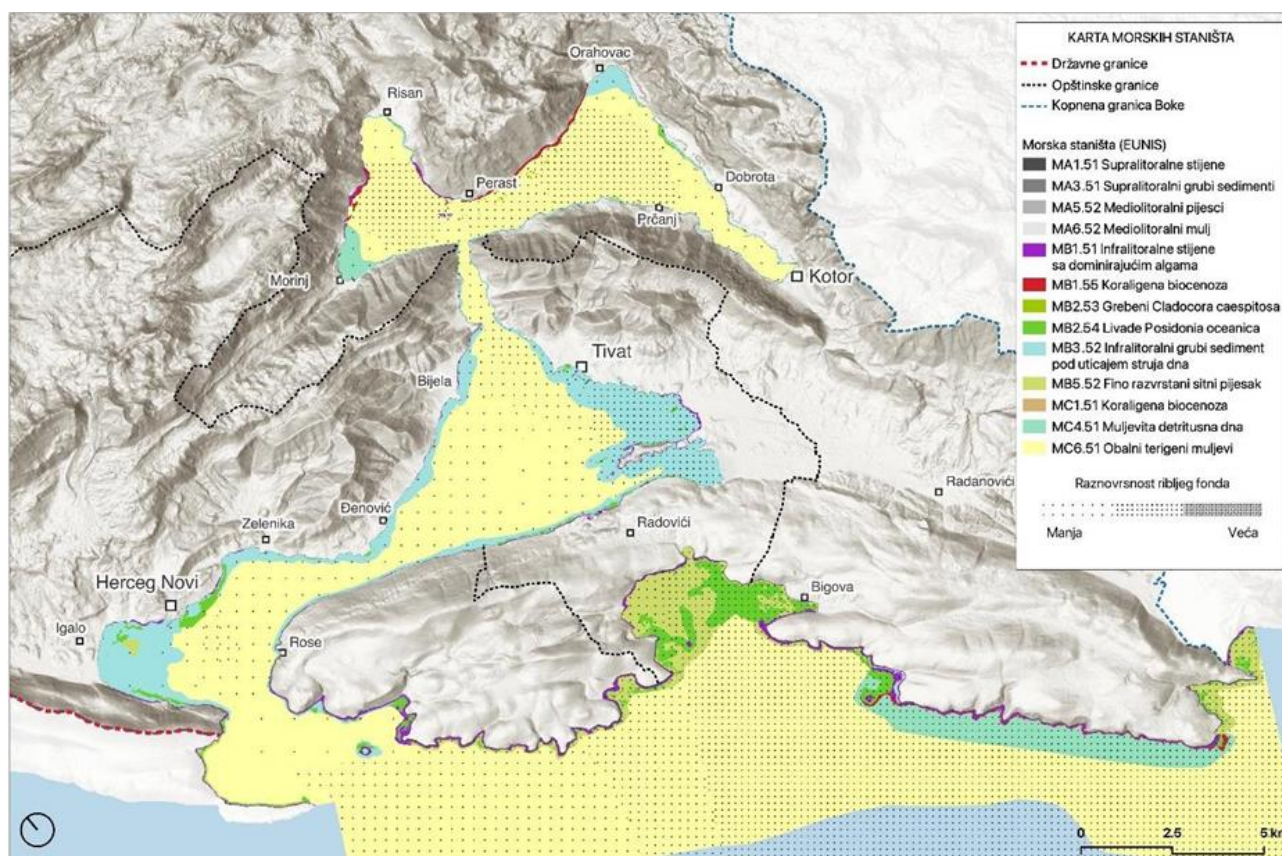 Orahovac
Risan
Perast
Dobrota
Prčanj
Morinj
Kotor
Tivat
Bijela
Radanovići
Đenović
Zelenika
Radovići
Herceg Novi
Bigova
Igalo
Rose
KARTA MORSKIH STANIŠTA
Državne granice
Opštinske granice
Kopnena granica Boke
Morska staništa (EUNIS)
MA1.51 Supralitoralne stijene
MA3.51 Supralitoralni grubi sedimenti
MA5.52 Mediolitoralni pijesci
MA6.52 Mediolitoralni mulj
MB1.51 Infralitoralne stijene
sa dominirajućim algama
MB1.55 Koraligena biocenoza
MB2.53 Grebeni Cladocora caespitosa
MB2.54 Livade Posidonia oceanica
MB3.52 Infralitoralni grubi sediment
pod uticajem struja dna
MB5.52 Fino razvrstani sitni pijesak
MC1.51 Koraligena biocenoza
MC4.51 Muljevita detritusna dna
MC6.51 Obalni terigeni muljevi
Raznovrsnost ribljeg fonda
Manja Veća
0 2.5 5 km